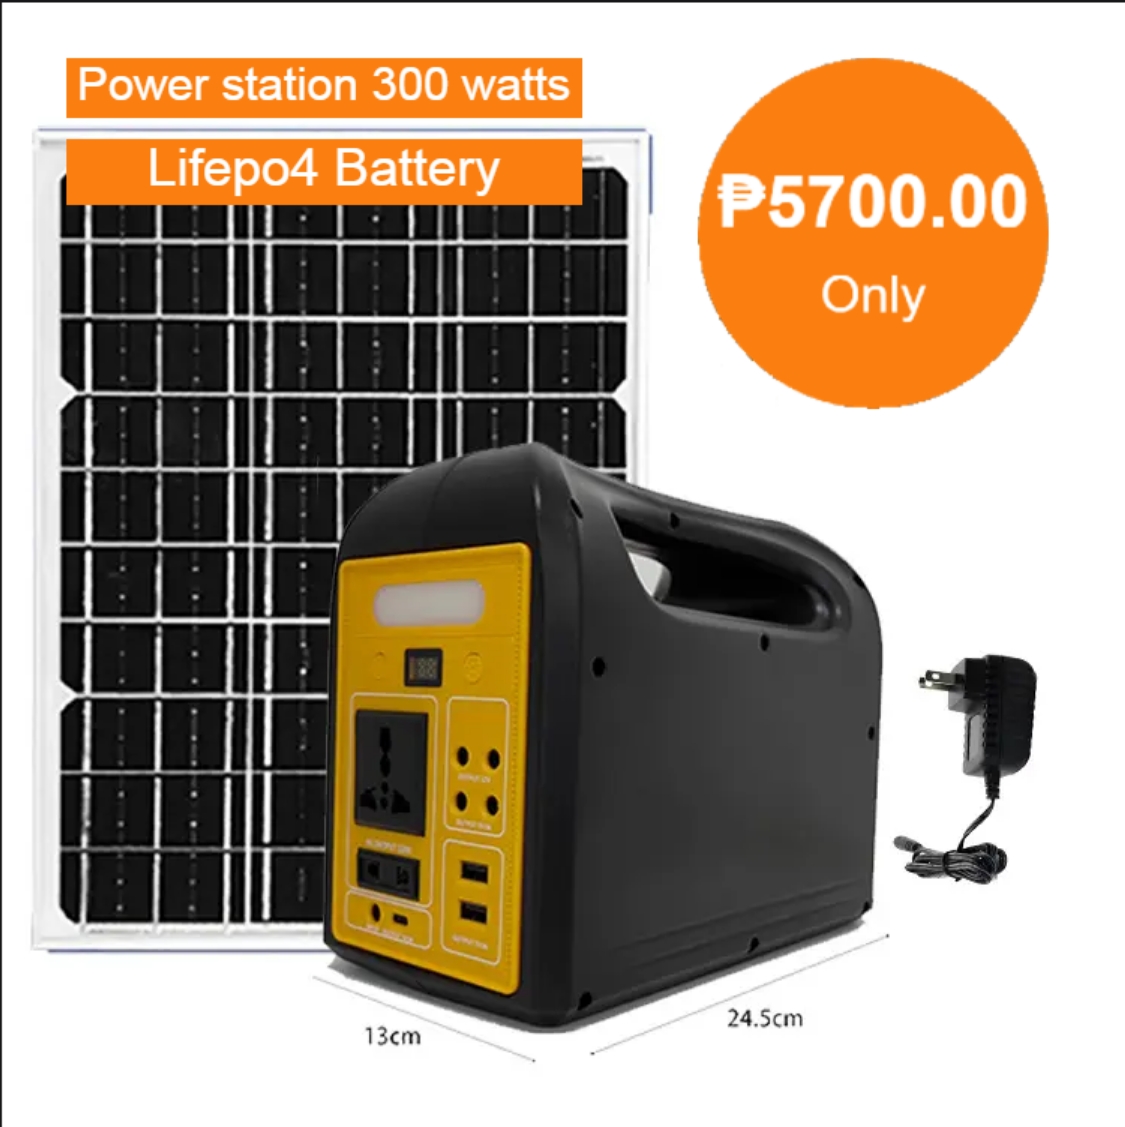 Power station 300 watts
Lifepo4 Battery
₱5700.00
Only
13cm
24.5cm